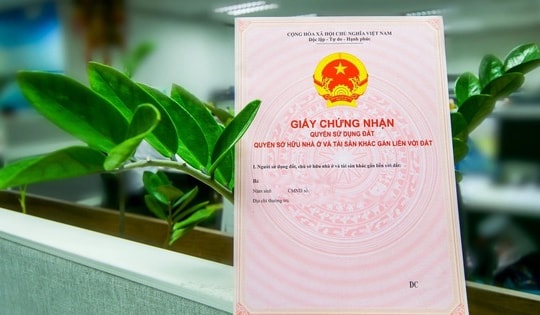 CỘNG HÒA XÃ HỘI CHỦ NGHĨA VIỆT NAM
Độc lập - Tự do - Hạnh phúc
GIẤY CHỨNG NHẬN
QUYỀN SỬ DỤNG ĐẤT
QUYỀN SỞ HỮU NHÀ Ở VÀ TÀI SẢN KHÁC GẮN LIỀN VỚI ĐẤT
I. Người sử dụng đất, chủ sở hữu nhà ở và tài sản khác gắn liền với đất:
Bà
Năm sinh: CMND số:
Địa chỉ thường trú:
DC